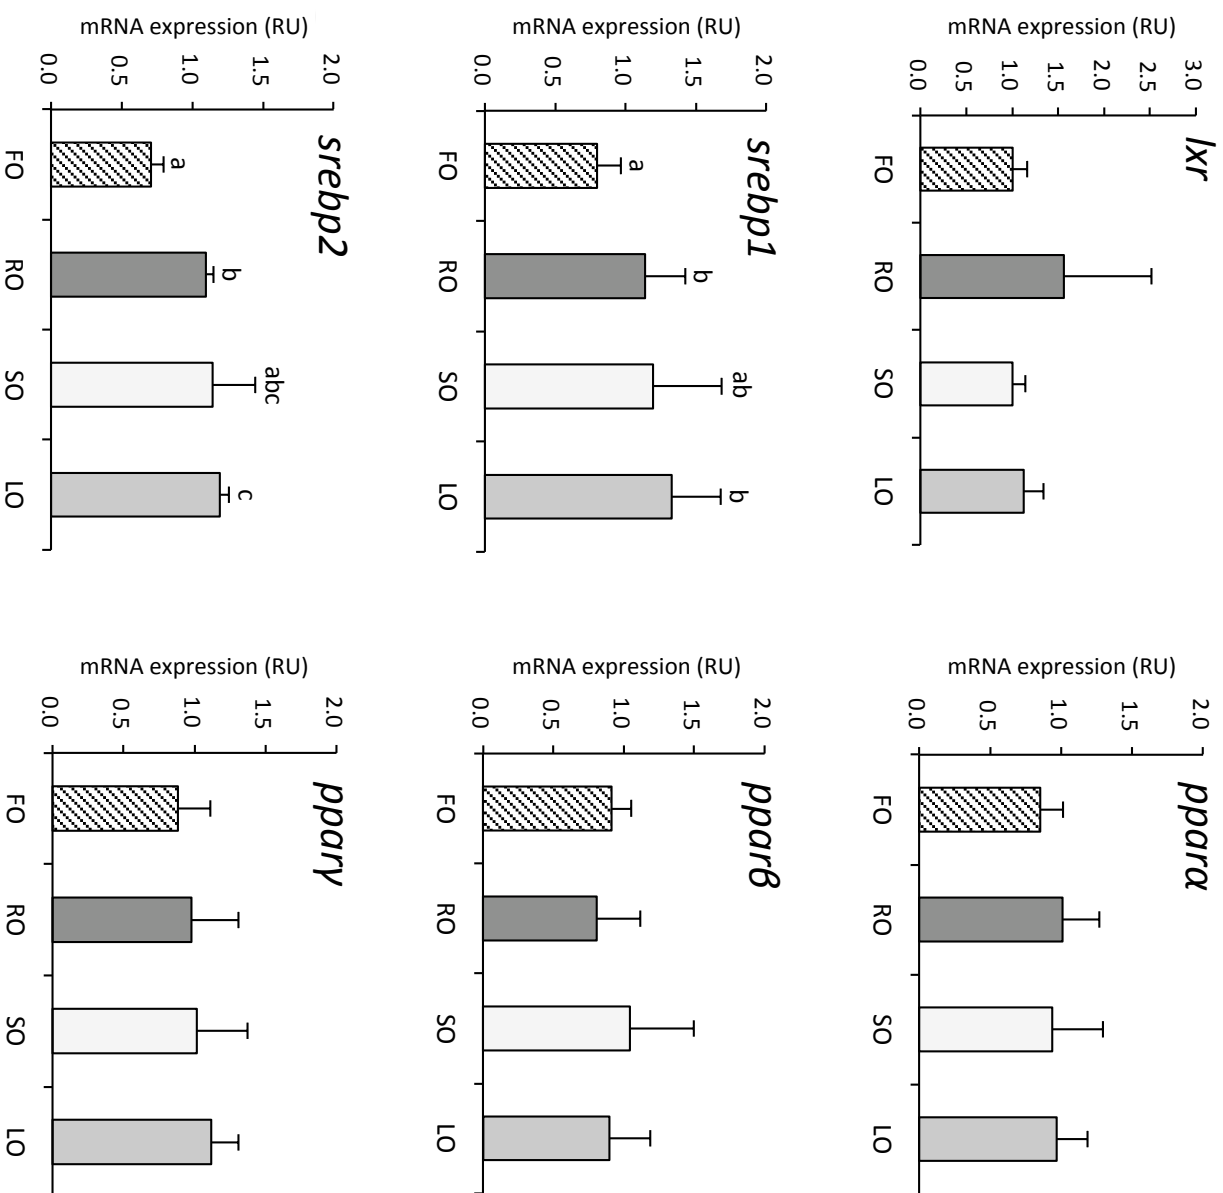 lxr
mRNA expression (RU)
3.0
2.5
2.0
1.5
1.0
0.5
0.0
FO RO SO LO
pparα
mRNA expression (RU)
2.0
1.5
1.0
0.5
0.0
FO RO SO LO
srebp1
mRNA expression (RU)
2.0
1.5
1.0
0.5
0.0
a b ab b
FO RO SO LO
pparβ
mRNA expression (RU)
2.0
1.5
1.0
0.5
0.0
FO RO SO LO
srebp2
mRNA expression (RU)
2.0
1.5
1.0
0.5
0.0
a b abc c
FO RO SO LO
pparγ
mRNA expression (RU)
2.0
1.5
1.0
0.5
0.0
FO RO SO LO